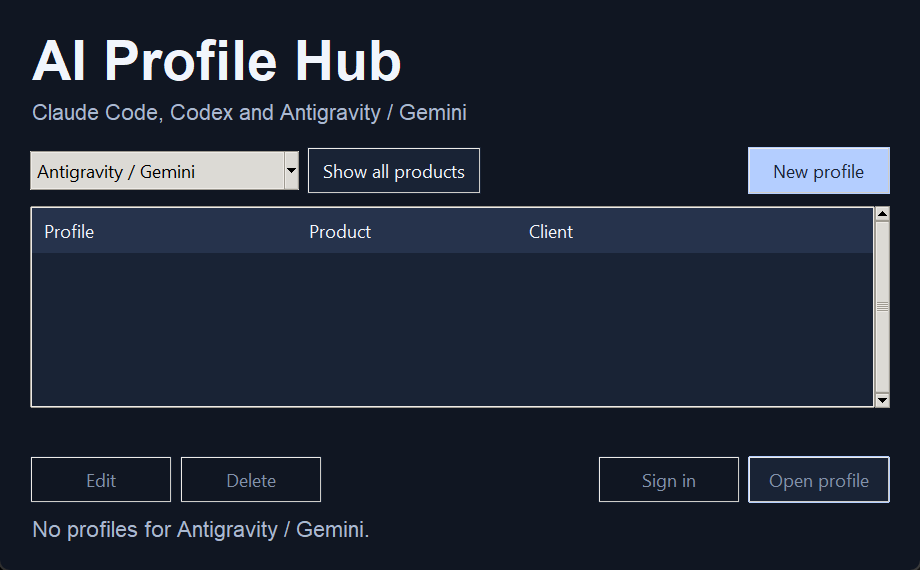 AI Profile Hub
Claude Code, Codex and Antigravity / Gemini
Antigravity / Gemini Show all products New profile
Profile Product Client
Edit Delete Sign in Open profile
No profiles for Antigravity / Gemini.